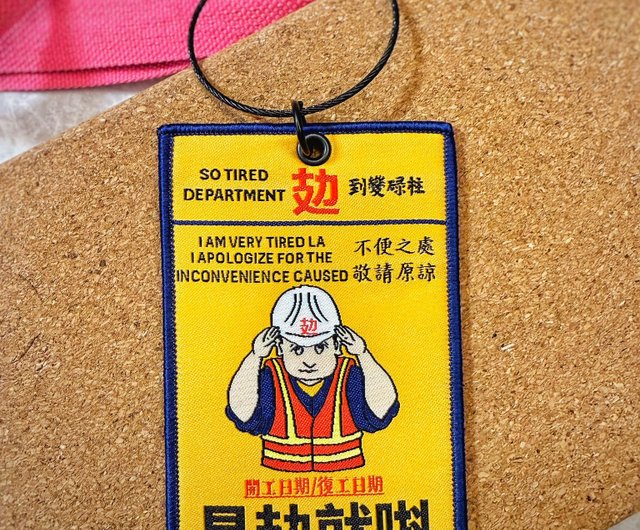 SO TIRED
DEPARTMENT
攰 到變碌柱
I AM VERY TIRED LA
I APOLOGIZE FOR THE
INCONVENIENCE CAUSED
不便之處
敬請原諒
攰
開工日期/復工日期